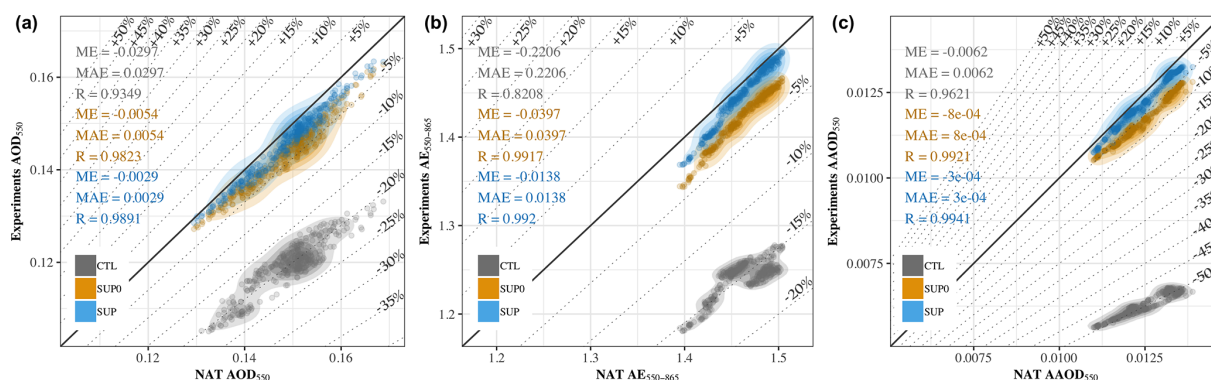 (a)
+50%
+45%
+40%
+35%
+30%
+25%
+20%
+15%
+10%
+5%
ME = -0.0297
MAE = 0.0297
R = 0.9349
ME = -0.0054
MAE = 0.0054
R = 0.9823
ME = -0.0029
MAE = 0.0029
R = 0.9891
-5%
-10%
-15%
-20%
-25%
-30%
-35%
CTL
SUP0
SUP
0.16
0.14
0.12
Experiments AOD550
0.12
0.14
0.16
NAT AOD550
(b)
+30%
+25%
+20%
+15%
+10%
+5%
ME = -0.2206
MAE = 0.2206
R = 0.8208
ME = -0.0397
MAE = 0.0397
R = 0.9917
ME = -0.0138
MAE = 0.0138
R = 0.992
-5%
-10%
-15%
-20%
CTL
SUP0
SUP
1.5
1.4
1.3
1.2
Experiments AE550-865
1.2
1.3
1.4
1.5
NAT AE550-865
(c)
+50%
+45%
+40%
+35%
+30%
+25%
+20%
+15%
+10%
+5%
ME = -0.0062
MAE = 0.0062
R = 0.9621
ME = -8e-04
MAE = 8e-04
R = 0.9921
ME = -3e-04
MAE = 3e-04
R = 0.9941
-5%
-10
-15
-20
-25
-30
-35
-40
-45
-50
CTL
SUP0
SUP
0.0125
0.0100
0.0075
Experiments AAOD550
0.0075
0.0100
0.0125
NAT AAOD550